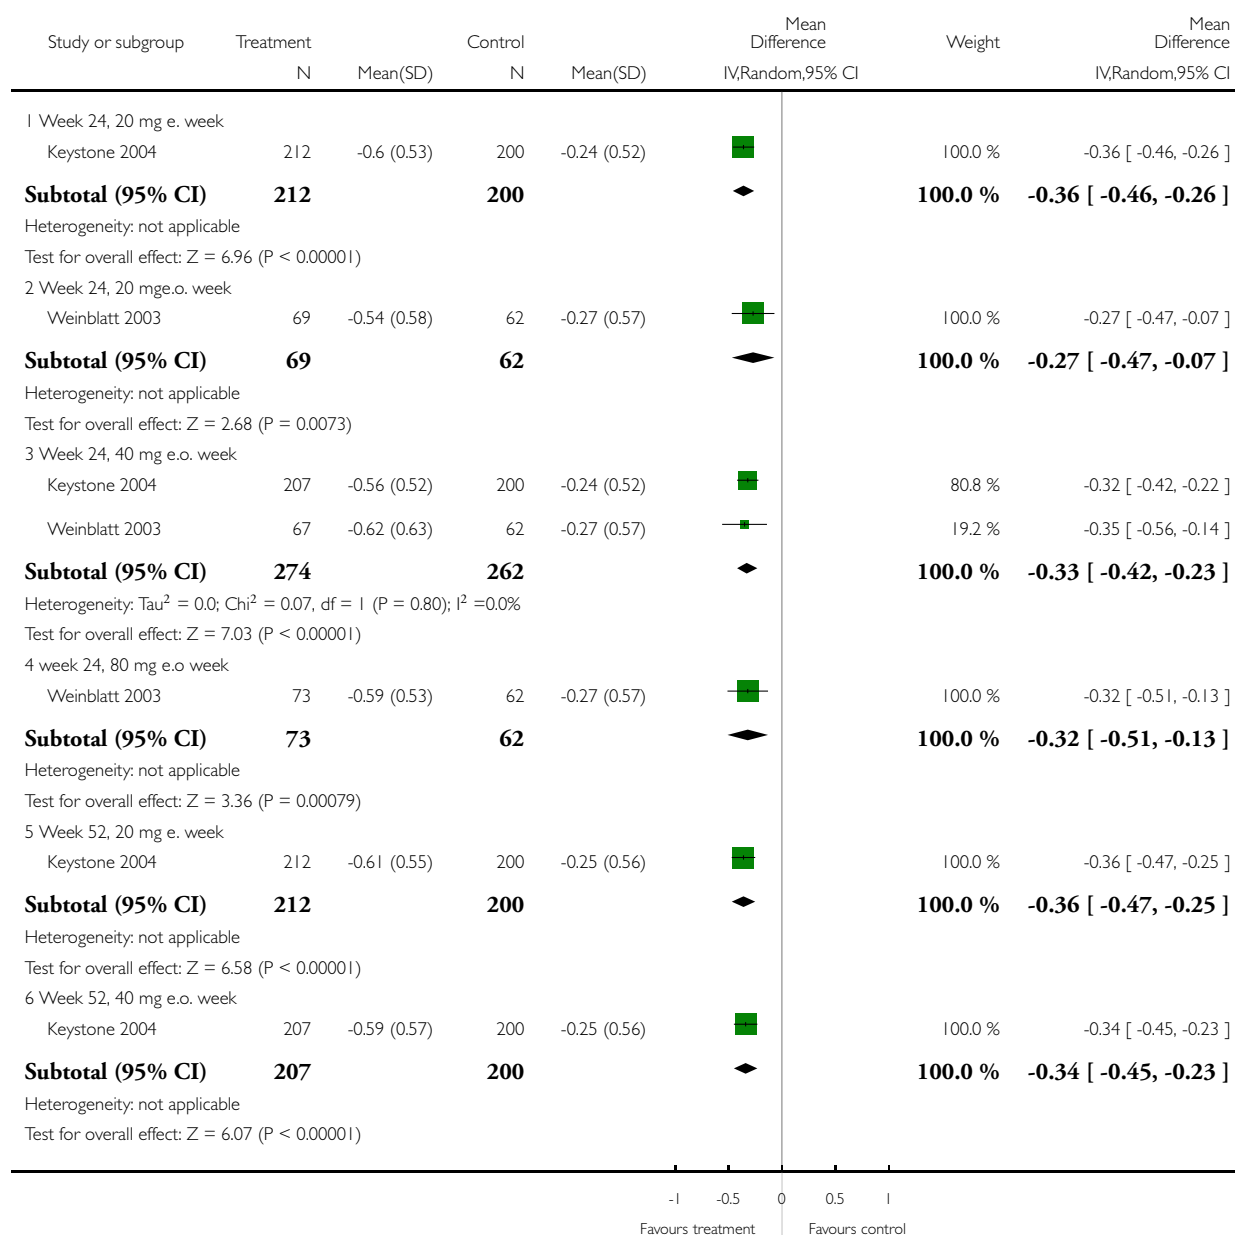 Mean Mean
Study or subgroup Treatment Control Difference Weight Difference
N Mean(SD) N Mean(SD) IV,Random,95% CI IV,Random,95% CI
1 Week 24, 20 mg e. week
Keystone 2004 212 -0.6 (0.53) 200 -0.24 (0.52) 100.0 % -0.36 [ -0.46, -0.26 ]
Subtotal (95% CI) 212 200 100.0 % -0.36 [ -0.46, -0.26 ]
Heterogeneity: not applicable
Test for overall effect: Z = 6.96 (P < 0.00001)
2 Week 24, 20 mge.o. week
Weinblatt 2003 69 -0.54 (0.58) 62 -0.27 (0.57) 100.0 % -0.27 [ -0.47, -0.07 ]
Subtotal (95% CI) 69 62 100.0 % -0.27 [ -0.47, -0.07 ]
Heterogeneity: not applicable
Test for overall effect: Z = 2.68 (P = 0.0073)
3 Week 24, 40 mg e.o. week
Keystone 2004 207 -0.56 (0.52) 200 -0.24 (0.52) 80.8 % -0.32 [ -0.42, -0.22 ]
Weinblatt 2003 67 -0.62 (0.63) 62 -0.27 (0.57) 19.2 % -0.35 [ -0.56, -0.14 ]
Subtotal (95% CI) 274 262 100.0 % -0.33 [ -0.42, -0.23 ]
Heterogeneity: Tau² = 0.0; Chi² = 0.07, df = 1 (P = 0.80); I² =0.0%
Test for overall effect: Z = 7.03 (P < 0.00001)
4 week 24, 80 mg e.o week
Weinblatt 2003 73 -0.59 (0.53) 62 -0.27 (0.57) 100.0 % -0.32 [ -0.51, -0.13 ]
Subtotal (95% CI) 73 62 100.0 % -0.32 [ -0.51, -0.13 ]
Heterogeneity: not applicable
Test for overall effect: Z = 3.36 (P = 0.00079)
5 Week 52, 20 mg e. week
Keystone 2004 212 -0.61 (0.55) 200 -0.25 (0.56) 100.0 % -0.36 [ -0.47, -0.25 ]
Subtotal (95% CI) 212 200 100.0 % -0.36 [ -0.47, -0.25 ]
Heterogeneity: not applicable
Test for overall effect: Z = 6.58 (P < 0.00001)
6 Week 52, 40 mg e.o. week
Keystone 2004 207 -0.59 (0.57) 200 -0.25 (0.56) 100.0 % -0.34 [ -0.45, -0.23 ]
Subtotal (95% CI) 207 200 100.0 % -0.34 [ -0.45, -0.23 ]
Heterogeneity: not applicable
Test for overall effect: Z = 6.07 (P < 0.00001)
-1 -0.5 0 0.5 1
Favours treatment Favours control